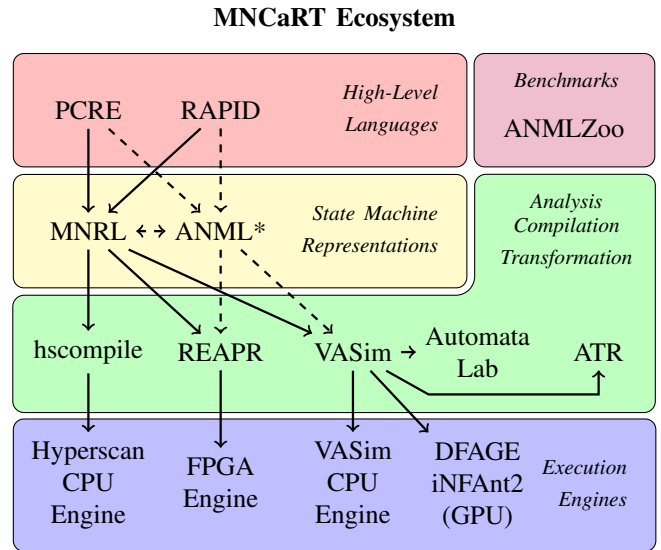 MNCaRT Ecosystem
PCRE
RAPID
High-Level
Languages
Benchmarks
ANMLZoo
MNRL
ANML*
State Machine
Representations
Analysis
Compilation
Transformation
hscompile
REAPR
VASim
Automata
Lab
ATR
Hyperscan
CPU
Engine
FPGA
Engine
VASim
CPU
Engine
DFAGE
iNFAnt2
(GPU)
Execution
Engines